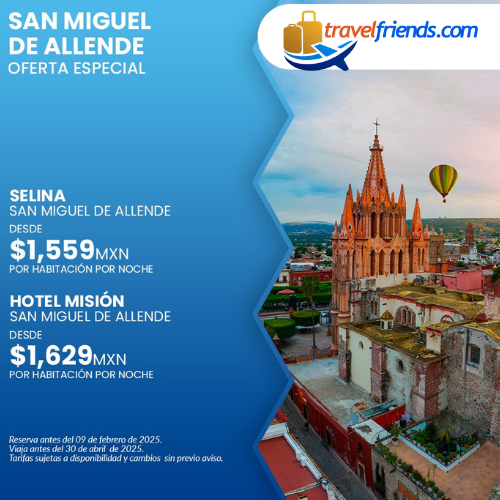 SAN MIGUEL
DE ALLENDE
OFERTA ESPECIAL
travelfriends.com
SELINA
SAN MIGUEL DE ALLENDE
DESDE
$1,559MXN
POR HABITACIÓN POR NOCHE
HOTEL MISIÓN
SAN MIGUEL DE ALLENDE
DESDE
$1,629MXN
POR HABITACIÓN POR NOCHE
Reserva antes del 09 de febrero de 2025.
Viaja antes del 30 de abril de 2025.
Tarifas sujetas a disponibilidad y cambios sin previo aviso.